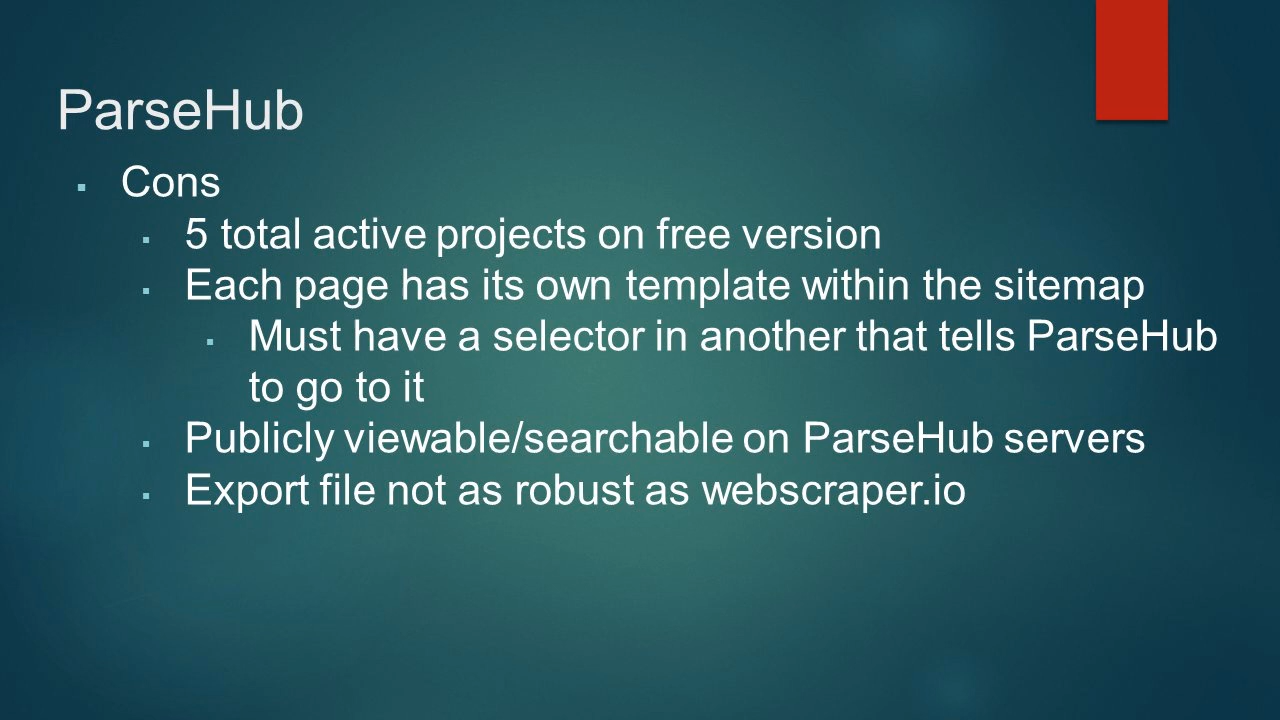 ParseHub
▪ Cons
▪ 5 total active projects on free version
▪ Each page has its own template within the sitemap
▪ Must have a selector in another that tells ParseHub
to go to it
▪ Publicly viewable/searchable on ParseHub servers
▪ Export file not as robust as webscraper.io